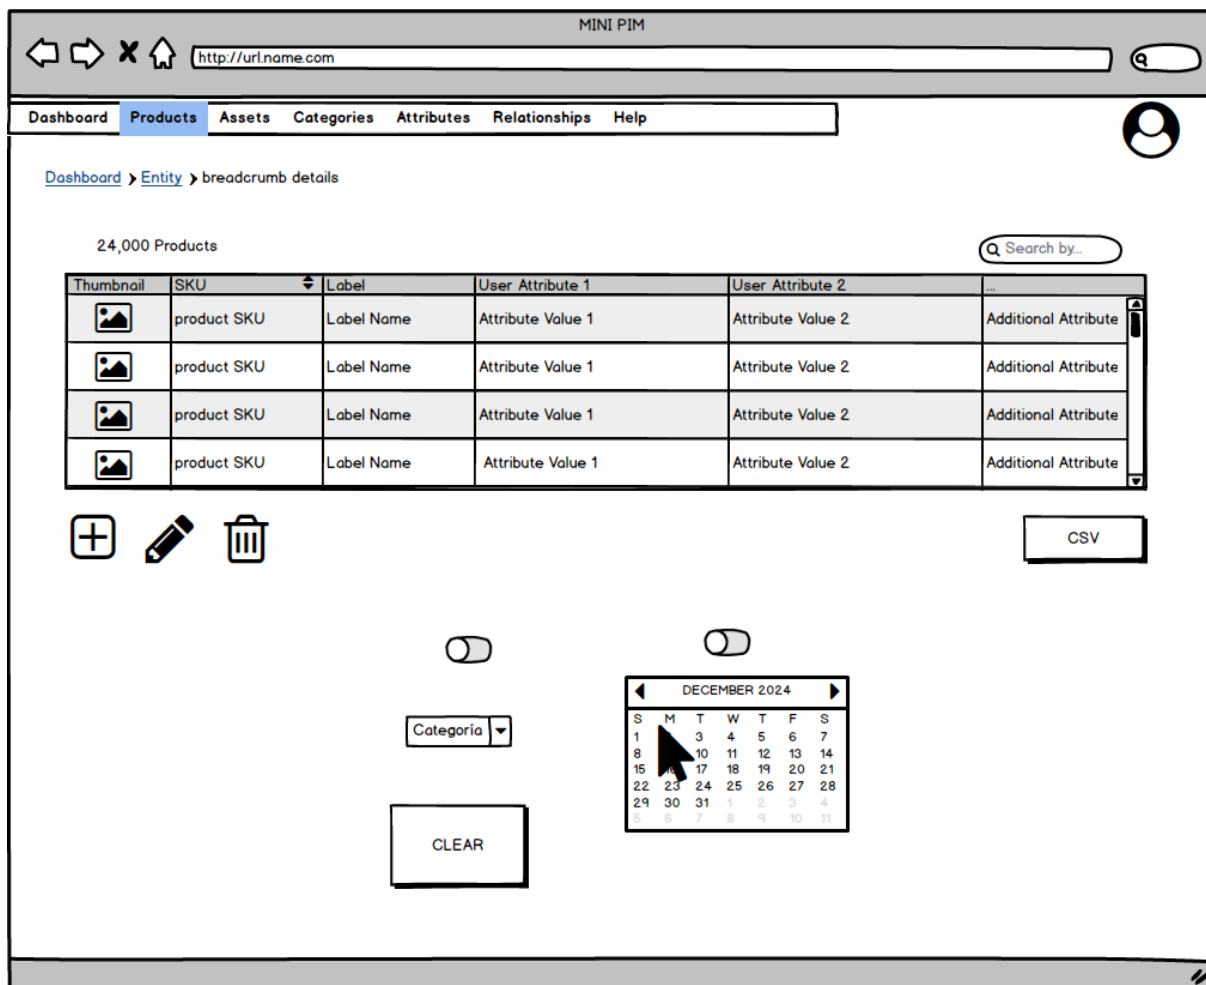 MINI PIM
http://url.name.com
Dashboard Products Assets Categories Attributes Relationships Help
Dashboard Entity breadcrumb details
24,000 Products
Search by...
Thumbnail SKU Label User Attribute 1 User Attribute 2 ...
product SKU Label Name Attribute Value 1 Attribute Value 2 Additional Attribute
product SKU Label Name Attribute Value 1 Attribute Value 2 Additional Attribute
product SKU Label Name Attribute Value 1 Attribute Value 2 Additional Attribute
product SKU Label Name Attribute Value 1 Attribute Value 2 Additional Attribute
CSV
DECEMBER 2024
S M T W T F S
1 3 4 5 6 7
8 10 11 12 13 14
15 17 18 19 20 21
22 23 24 25 26 27 28
29 30 31 1 2 3 4
5 6 7 8 9 10 11
Categoría
CLEAR